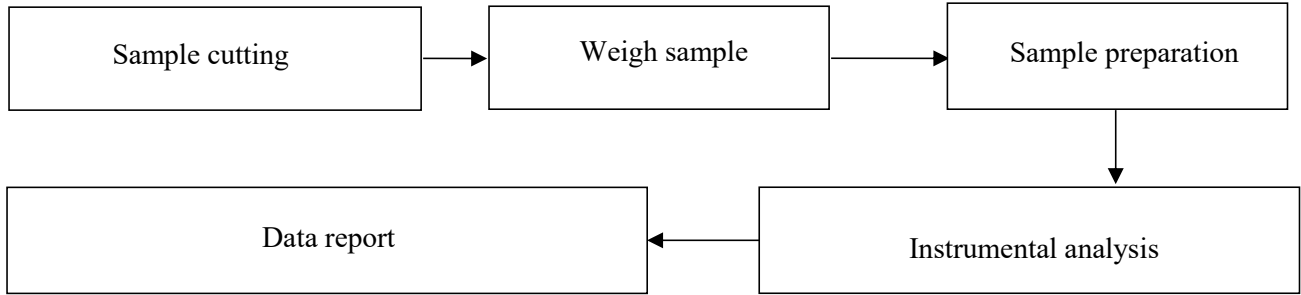 Sample cutting
Weigh sample
Sample preparation
Instrumental analysis
Data report